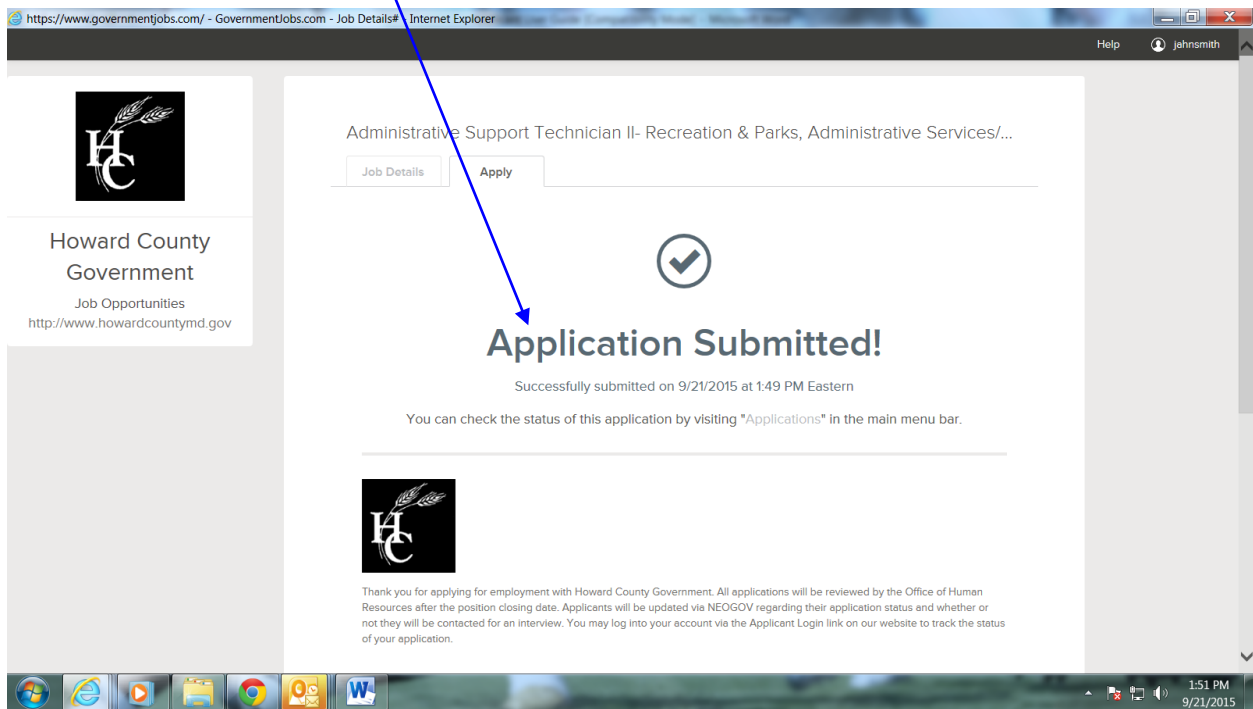 https://www.governmentjobs.com/ - GovernmentJobs.com - Job Details# - Internet Explorer
Help jahnsmith
HC
Howard County
Government
Job Opportunities
http://www.howardcountymd.gov
Administrative Support Technician II- Recreation & Parks, Administrative Services/...
Job Details Apply
Application Submitted!
Successfully submitted on 9/21/2015 at 1:49 PM Eastern
You can check the status of this application by visiting "Applications" in the main menu bar.
HC
Thank you for applying for employment with Howard County Government. All applications will be reviewed by the Office of Human
Resources after the position closing date. Applicants will be updated via NEOGOV regarding their application status and whether or
not they will be contacted for an interview. You may log into your account via the Applicant Login link on our website to track the status
of your application.
1:51 PM
9/21/2015